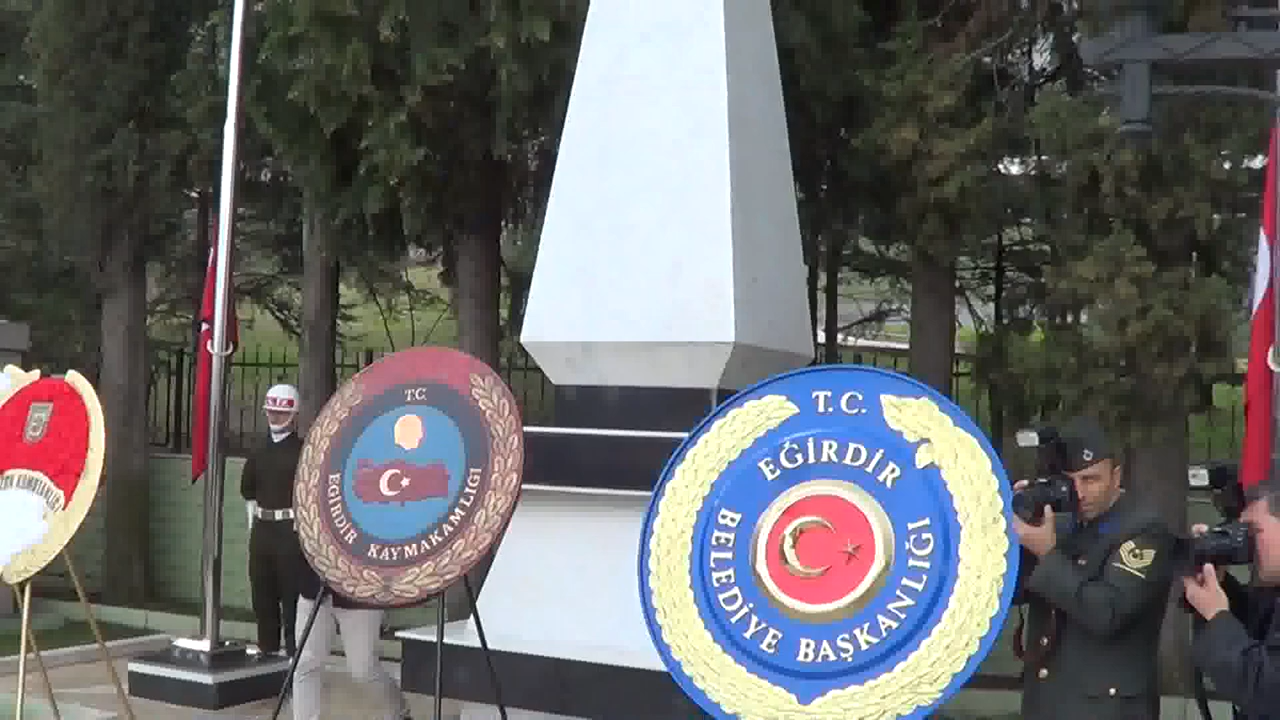 T.C.
EĞİRDİR KAYMAKAMLIĞI
T.C.
EĞİRDİR
BELEDİYE BAŞKANLIĞI